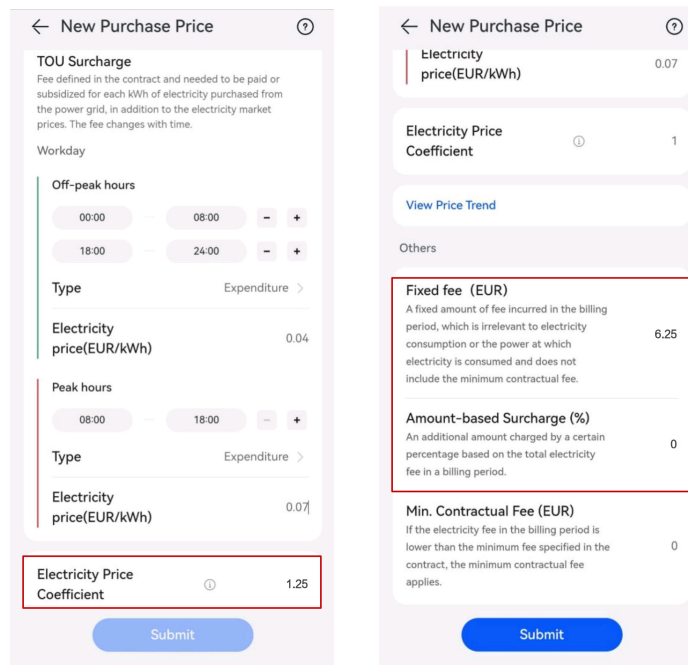 New Purchase Price
TOU Surcharge
Fee defined in the contract and needed to be paid or
subsidized for each kWh of electricity purchased from
the power grid, in addition to the electricity market
prices. The fee changes with time.
Workday
Off-peak hours
00:00 — 08:00 - +
18:00 — 24:00 - +
Type Expenditure >
Electricity
price(EUR/kWh) 0.04
Peak hours
08:00 — 18:00 - +
Type Expenditure >
Electricity
price(EUR/kWh) 0.07
Electricity Price
Coefficient 1.25
Submit
New Purchase Price
Electricity
price(EUR/kWh) 0.07
Electricity Price
Coefficient 1
View Price Trend
Others
Fixed fee (EUR)
A fixed amount of fee incurred in the billing
period, which is irrelevant to electricity
consumption or the power at which
electricity is consumed and does not
include the minimum contractual fee.
6.25
Amount-based Surcharge (%)
An additional amount charged by a certain
percentage based on the total electricity
fee in a billing period.
0
Min. Contractual Fee (EUR)
If the electricity fee in the billing period is
lower than the minimum fee specified in the
contract, the minimum contractual fee
applies.
0
Submit